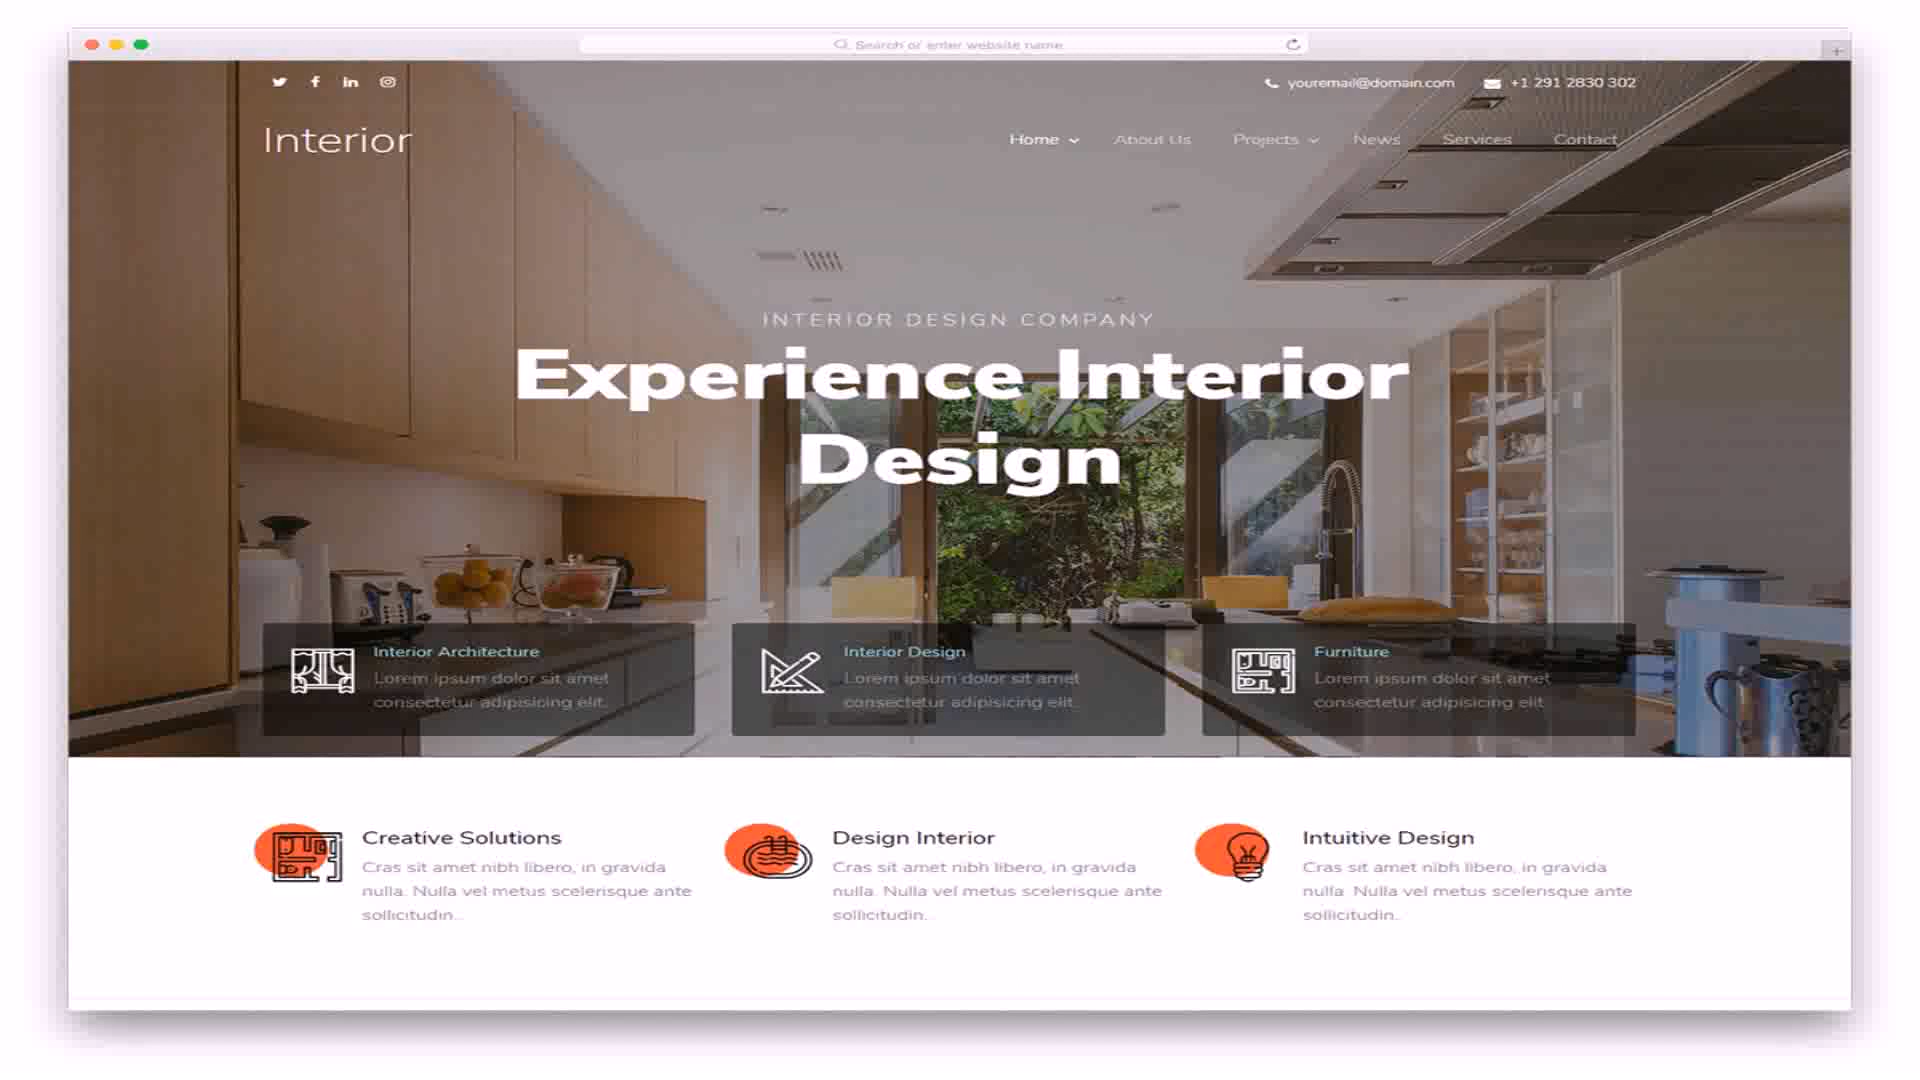 Search or enter website name
youremail@domain.com +1 291 2830 302
Interior
Home About Us Projects News Services Contact
INTERIOR DESIGN COMPANY
Experience Interior
Design
Interior Architecture
Lorem ipsum dolor sit amet
consectetur adipisicing elit.
Interior Design
Lorem ipsum dolor sit amet
consectetur adipisicing elit.
Furniture
Lorem ipsum dolor sit amet
consectetur adipisicing elit
Creative Solutions
Cras sit amet nibh libero, in gravida
nulla. Nulla vel metus scelerisque ante
sollicitudin..
Design Interior
Cras sit amet nibh libero, in gravida
nulla. Nulla vel metus scelerisque ante
sollicitudin..
Intuitive Design
Cras sit amet nibh libero, in gravida
nulla. Nulla vel metus scelerisque ante
sollicitudin..